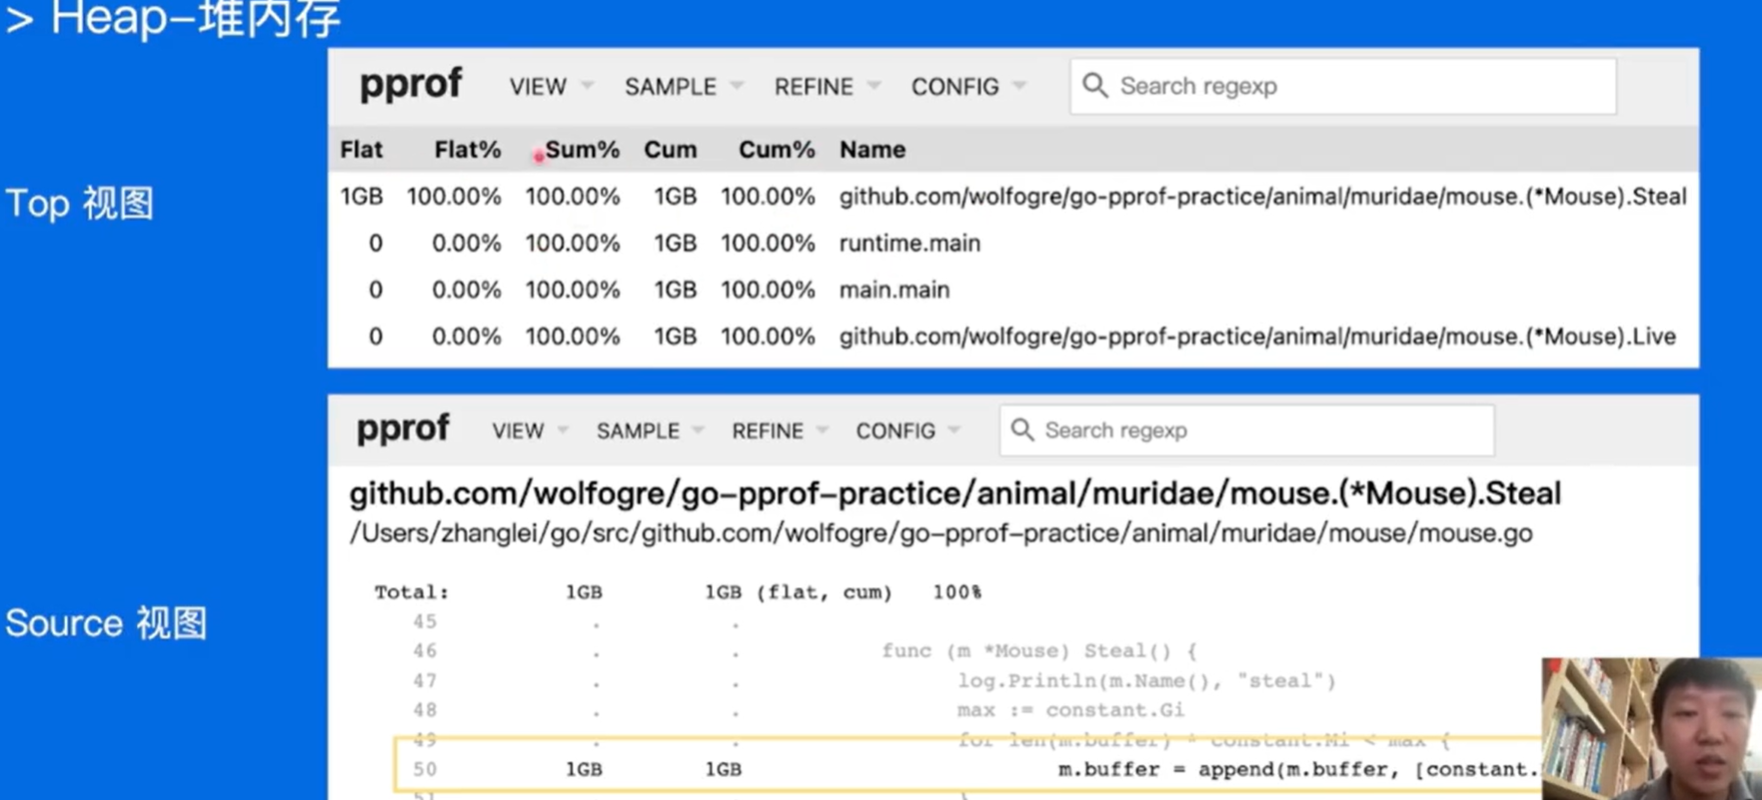 > Heap-堆内存
pprof VIEW SAMPLE REFINE CONFIG Search regexp
Flat Flat% Sum% Cum Cum% Name
Top 视图
1GB 100.00% 100.00% 1GB 100.00% github.com/wolfogre/go-pprof-practice/animal/muridae/mouse.(*Mouse).Steal
0 0.00% 100.00% 1GB 100.00% runtime.main
0 0.00% 100.00% 1GB 100.00% main.main
0 0.00% 100.00% 1GB 100.00% github.com/wolfogre/go-pprof-practice/animal/muridae/mouse.(*Mouse).Live
pprof VIEW SAMPLE REFINE CONFIG Search regexp
github.com/wolfogre/go-pprof-practice/animal/muridae/mouse.(*Mouse).Steal
/Users/zhanglei/go/src/github.com/wolfogre/go-pprof-practice/animal/muridae/mouse/mouse.go
Source 视图
Total: 1GB 1GB (flat, cum) 100%
45 . .
46 . . func (m *Mouse) Steal() {
47 . . log.Println(m.Name(), "steal")
48 . . max := constant.Gi
49 . . for len(m.buffer) * constant.Mi < max {
50 1GB 1GB m.buffer = append(m.buffer, [constant.
51 }